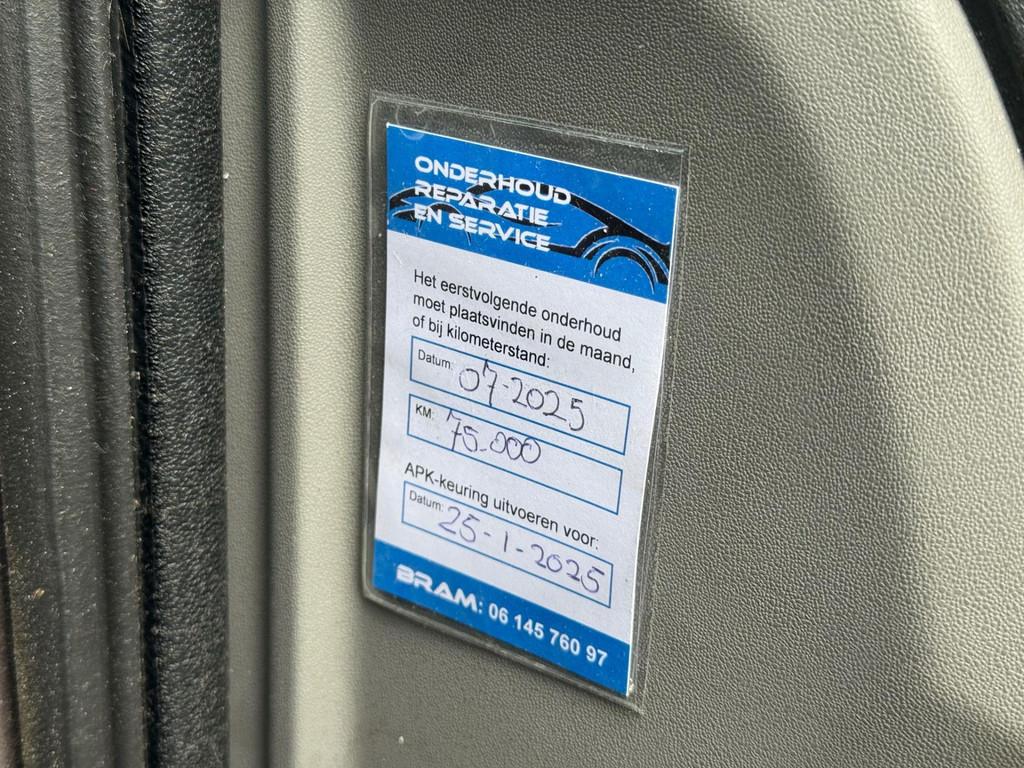 ONDERHOUD
REPARATIE
EN SERVICE
Het eerstvolgende onderhoud
moet plaatsvinden in de maand,
of bij kilometerstand:
Datum: 07-2025
KM: 75.000
APK-keuring uitvoeren voor:
Datum: 25-1-2025
BRAM: 06 145 760 97